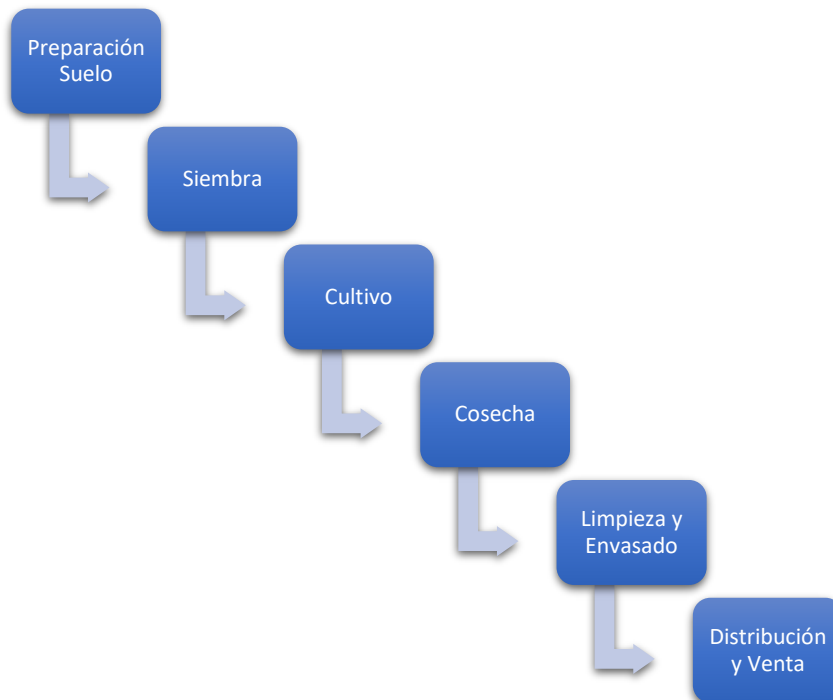 Preparación
Suelo
Siembra
Cultivo
Cosecha
Limpieza y
Envasado
Distribución
y Venta